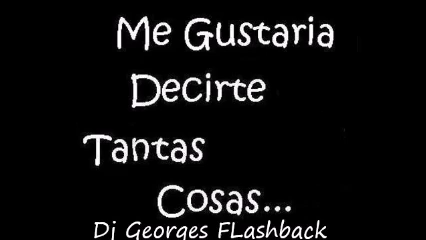 Me Gustaria
Decirte
Tantas
Cosas...
Dj Georges FLashback